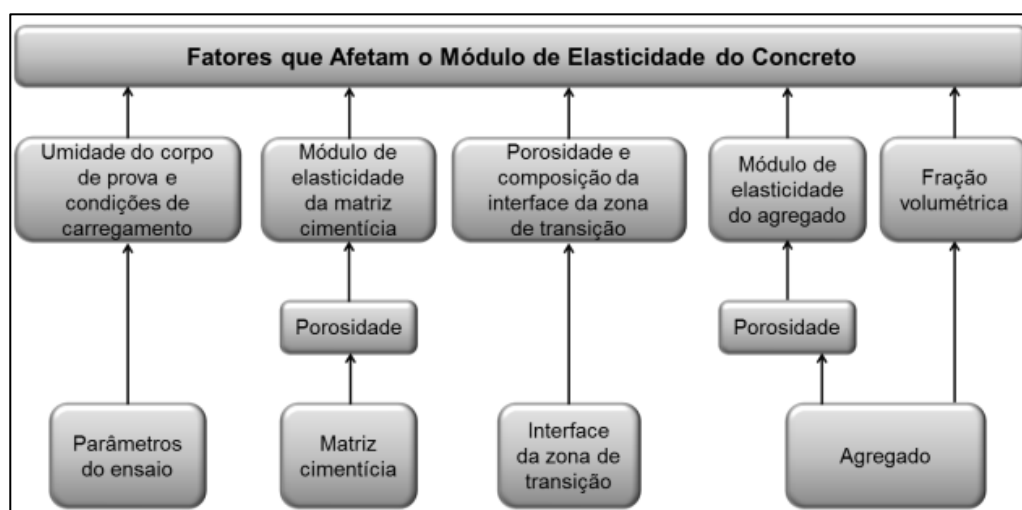 Fatores que Afetam o Módulo de Elasticidade do Concreto
Umidade do corpo
de prova e
condições de
carregamento
Módulo de
elasticidade
da matriz
cimentícia
Porosidade e
composição da
interface da zona
de transição
Módulo de
elasticidade
do agregado
Fração
volumétrica
Porosidade
Porosidade
Parâmetros
do ensaio
Matriz
cimentícia
Interface
da zona de
transição
Agregado